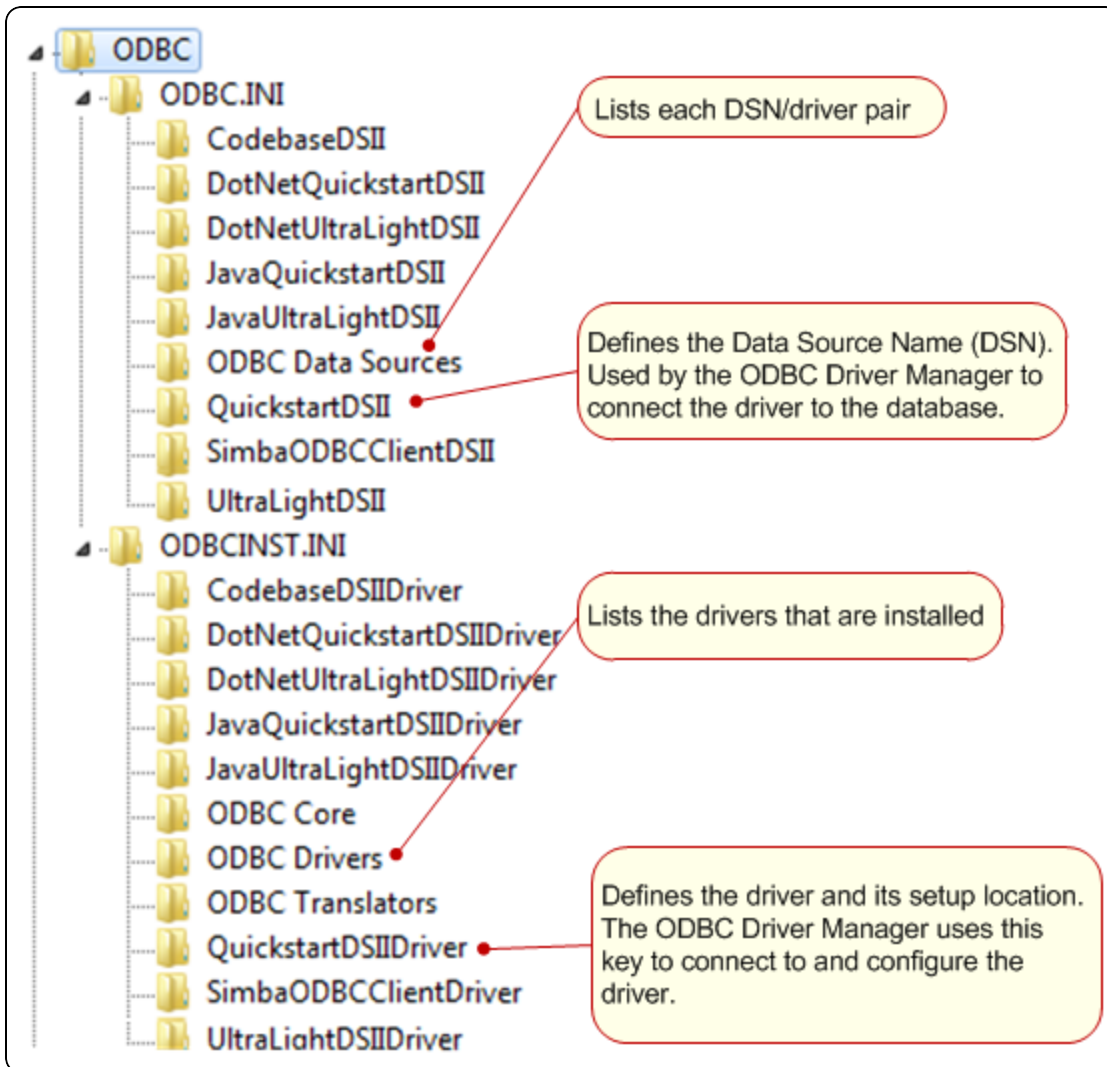 ODBC
ODBC.INI
CodebaseDSII
DotNetQuickstartDSII
DotNetUltraLightDSII
JavaQuickstartDSII
JavaUltraLightDSII
ODBC Data Sources
QuickstartDSII
SimbaODBCClientDSII
UltraLightDSII
ODBCINST.INI
CodebaseDSIIDriver
DotNetQuickstartDSIIDriver
DotNetUltraLightDSIIDriver
JavaQuickstartDSIIDriver
JavaUltraLightDSIIDriver
ODBC Core
ODBC Drivers
ODBC Translators
QuickstartDSIIDriver
SimbaODBCClientDriver
UltraLightDSIIDriver
Lists each DSN/driver pair
Defines the Data Source Name (DSN).
Used by the ODBC Driver Manager to
connect the driver to the database.
Lists the drivers that are installed
Defines the driver and its setup location.
The ODBC Driver Manager uses this
key to connect to and configure the
driver.